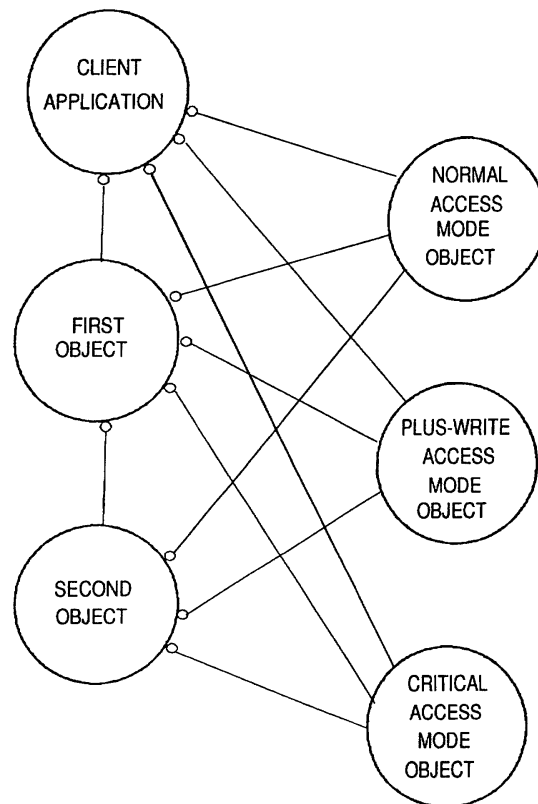 CLIENT
APPLICATION
NORMAL
ACCESS
MODE
OBJECT
FIRST
OBJECT
PLUS-WRITE
ACCESS
MODE
OBJECT
SECOND
OBJECT
CRITICAL
ACCESS
MODE
OBJECT